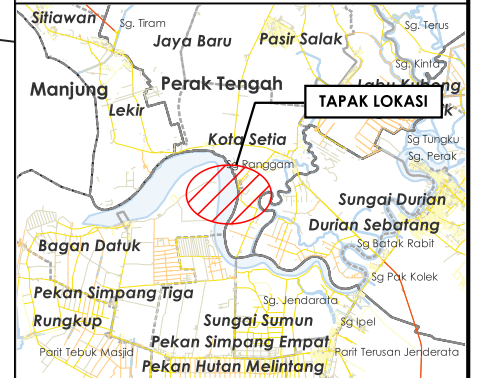 Sitiawan
Sg. Tiram
Jaya Baru
Pasir Salak
Sg. Terus
Sg. Kinta
Manjung
Perak Tengah
Lekir
TAPAK LOKASI
Kota Setia
Sg Tungku
Sg. Perak
Sg Ranggam
Sungai Durian
Durian Sebatang
Bagan Datuk
Sg Batak Rabit
Sg Pak Kolek
Pekan Simpang Tiga
Sg. Jendarata
Rungkup
Sungai Sumun
Sg Ipel
Pekan Simpang Empat
Parit Tebuk Masjid
Parit Terusan Jenderata
Pekan Hutan Melintang